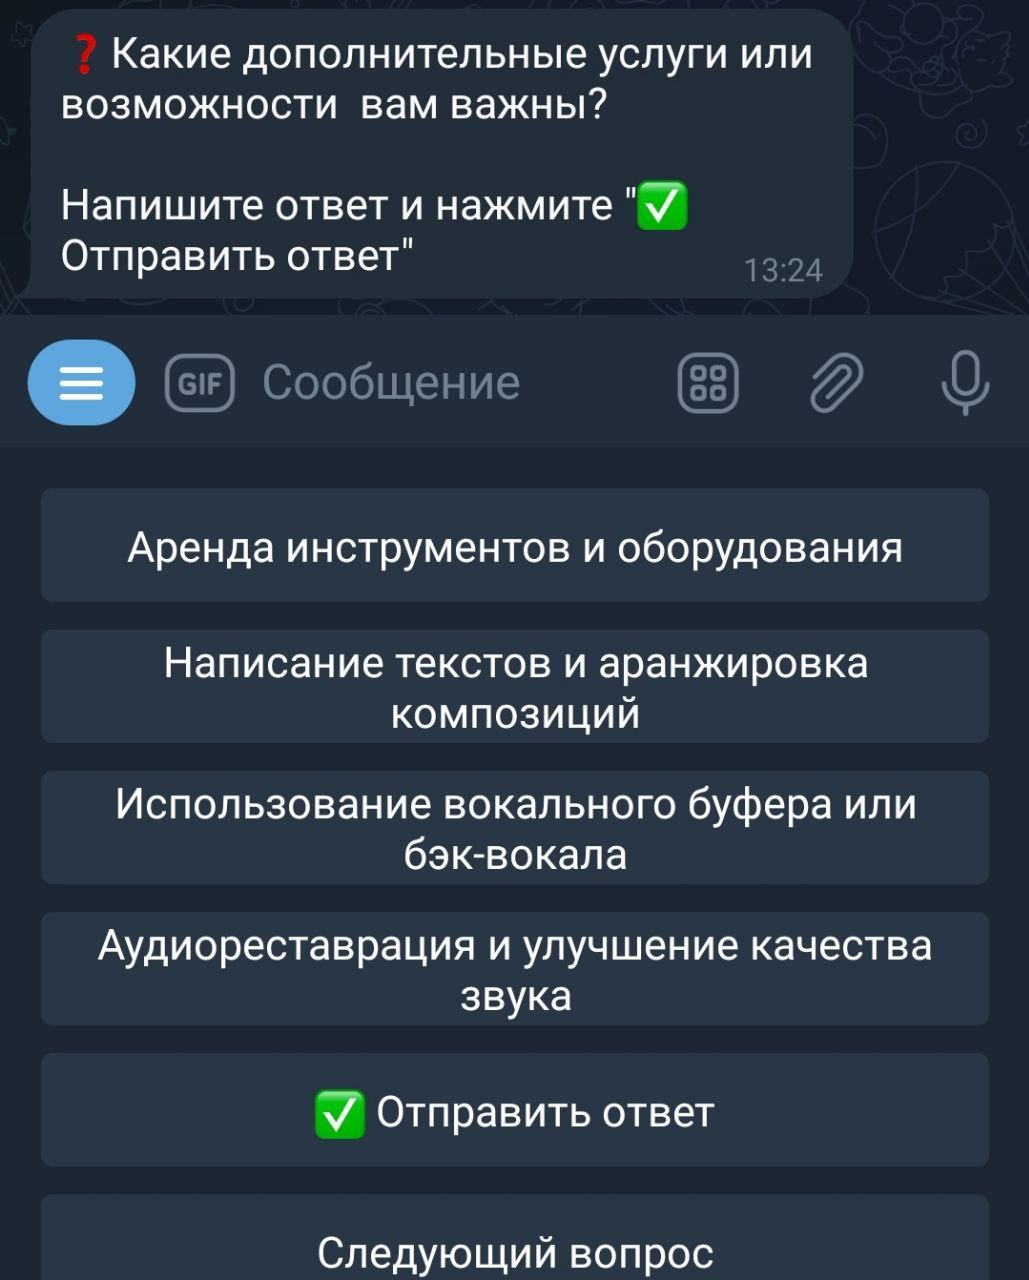 ❓Какие дополнительные услуги или
возможности  вам важны?
Напишите ответ и нажмите "✅
Отправить ответ"
13:24
GIF
Сообщение
Аренда инструментов и оборудования
Написание текстов и аранжировка
композиций
Использование вокального буфера или
бэк-вокала
Аудиореставрация и улучшение качества
звука
✅ Отправить ответ
Следующий вопрос